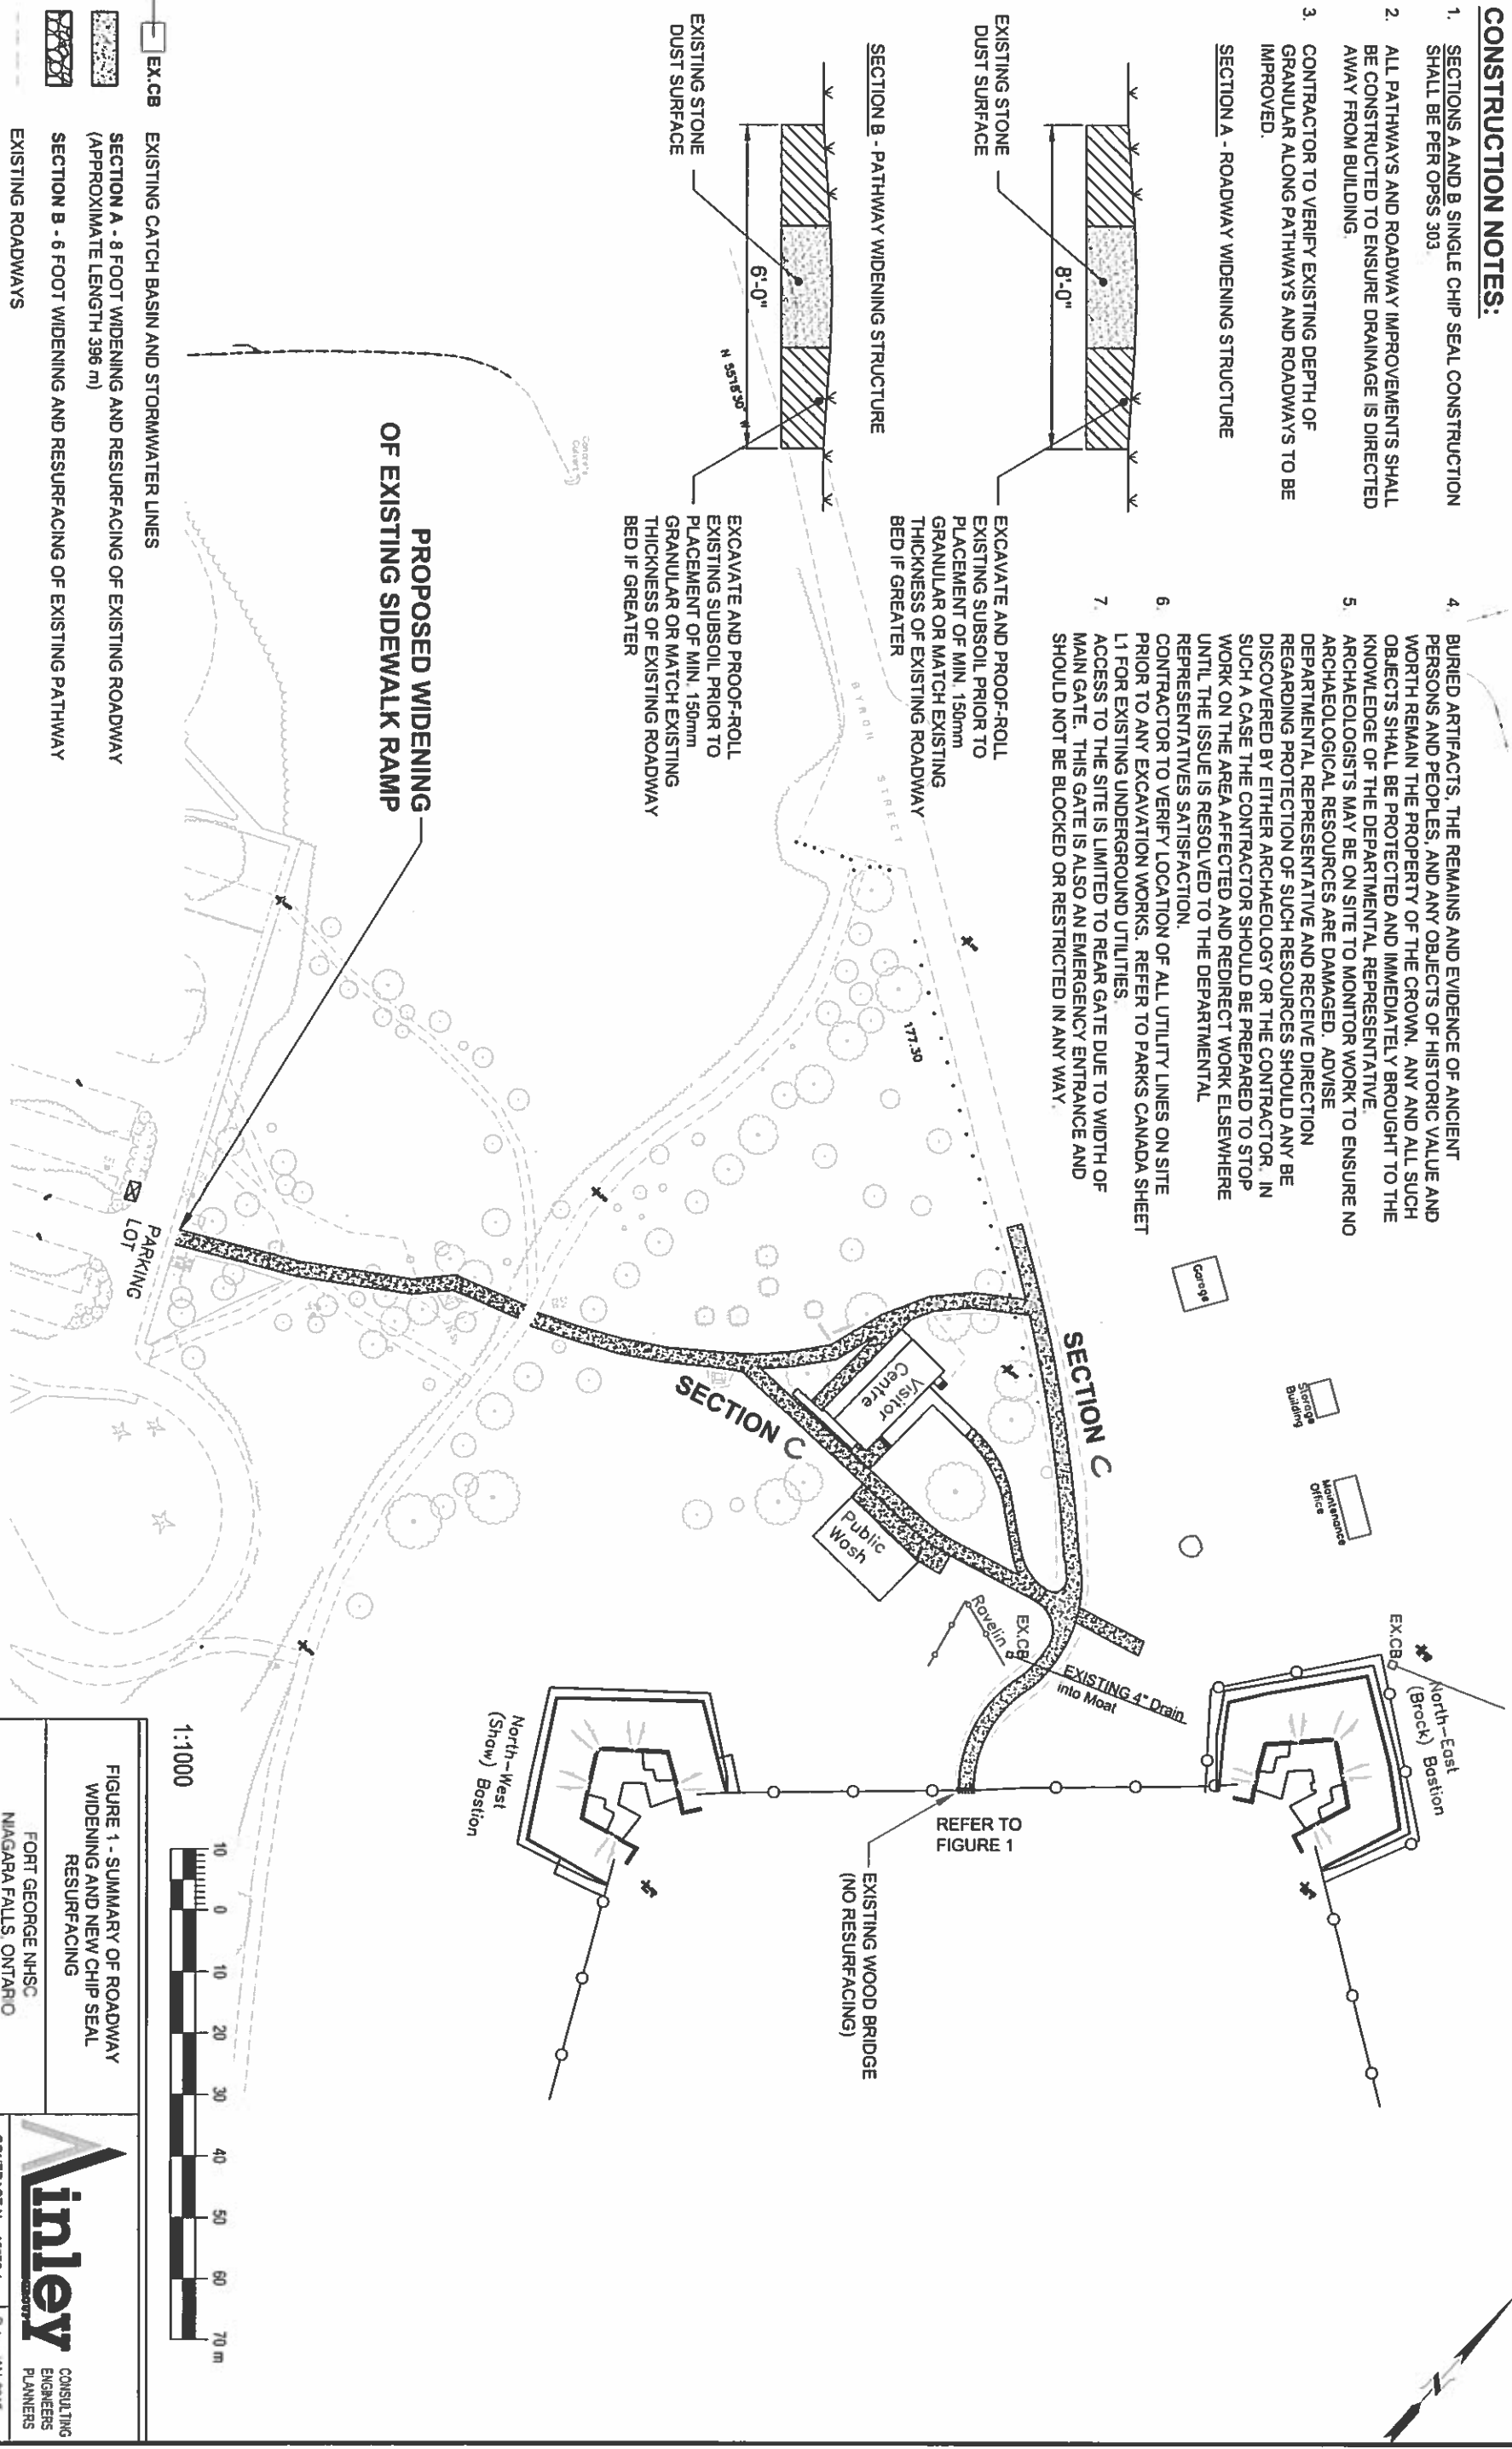 CONSTRUCTION NOTES:
1. SECTIONS A AND B SINGLE CHIP SEAL CONSTRUCTION
SHALL BE PER OPSS 303.
2. ALL PATHWAYS AND ROADWAY IMPROVEMENTS SHALL
BE CONSTRUCTED TO ENSURE DRAINAGE IS DIRECTED
AWAY FROM BUILDING.
3. CONTRACTOR TO VERIFY EXISTING DEPTH OF
GRANULAR ALONG PATHWAYS AND ROADWAYS TO BE
IMPROVED.
4. BURIED ARTIFACTS, THE REMAINS AND EVIDENCE OF ANCIENT
PERSONS AND PEOPLES, AND ANY OBJECTS OF HISTORIC VALUE AND
WORTH REMAIN THE PROPERTY OF THE CROWN. ANY AND ALL SUCH
OBJECTS SHALL BE PROTECTED AND IMMEDIATELY BROUGHT TO THE
KNOWLEDGE OF THE DEPARTMENTAL REPRESENTATIVE.
5. ARCHAEOLOGISTS MAY BE ON SITE TO MONITOR WORK TO ENSURE NO
ARCHAEOLOGICAL RESOURCES ARE DAMAGED. ADVISE
DEPARTMENTAL REPRESENTATIVE AND RECEIVE DIRECTION
REGARDING PROTECTION OF SUCH RESOURCES SHOULD ANY BE
DISCOVERED BY EITHER ARCHAEOLOGY OR THE CONTRACTOR. IN
SUCH A CASE THE CONTRACTOR SHOULD BE PREPARED TO STOP
WORK ON THE AREA AFFECTED AND REDIRECT WORK ELSEWHERE
UNTIL THE ISSUE IS RESOLVED TO THE DEPARTMENTAL
REPRESENTATIVES SATISFACTION.
6. CONTRACTOR TO VERIFY LOCATION OF ALL UTILITY LINES ON SITE
PRIOR TO ANY EXCAVATION WORKS. REFER TO PARKS CANADA SHEET
L1 FOR EXISTING UNDERGROUND UTILITIES.
7. ACCESS TO THE SITE IS LIMITED TO REAR GATE DUE TO WIDTH OF
MAIN GATE. THIS GATE IS ALSO AN EMERGENCY ENTRANCE AND
SHOULD NOT BE BLOCKED OR RESTRICTED IN ANY WAY.
SECTION A - ROADWAY WIDENING STRUCTURE
8'-0"
EXISTING STONE
DUST SURFACE
EXCAVATE AND PROOF-ROLL
EXISTING SUBSOIL PRIOR TO
PLACEMENT OF MIN. 150mm
GRANULAR OR MATCH EXISTING
THICKNESS OF EXISTING ROADWAY
BED IF GREATER
SECTION B - PATHWAY WIDENING STRUCTURE
6'-0"
EXISTING STONE
DUST SURFACE
EXCAVATE AND PROOF-ROLL
EXISTING SUBSOIL PRIOR TO
PLACEMENT OF MIN. 150mm
GRANULAR OR MATCH EXISTING
THICKNESS OF EXISTING ROADWAY
BED IF GREATER
BYRON STREET
177.30
Concrete
Culvert
PROPOSED WIDENING
OF EXISTING SIDEWALK RAMP
PARKING
LOT
Garage
Storage
Building
Maintenance
Office
SECTION C
SECTION C
Visitor
Centre
Public
Wash
Ravelin
EX.CB
EXISTING 4" Drain
into Moat
EX.CB
North-East
(Brock) Bastion
North-West
(Shaw) Bastion
REFER TO
FIGURE 1
EXISTING WOOD BRIDGE
(NO RESURFACING)
EX.CB EXISTING CATCH BASIN AND STORMWATER LINES
SECTION A - 8 FOOT WIDENING AND RESURFACING OF EXISTING ROADWAY
(APPROXIMATE LENGTH 396 m)
SECTION B - 6 FOOT WIDENING AND RESURFACING OF EXISTING PATHWAY
EXISTING ROADWAYS
1:1000
10 0 10 20 30 40 50 60 70 m
FIGURE 1 - SUMMARY OF ROADWAY
WIDENING AND NEW CHIP SEAL
RESURFACING
FORT GEORGE NHSC
NIAGARA FALLS, ONTARIO
Ainley
GROUP
CONSULTING
ENGINEERS
PLANNERS